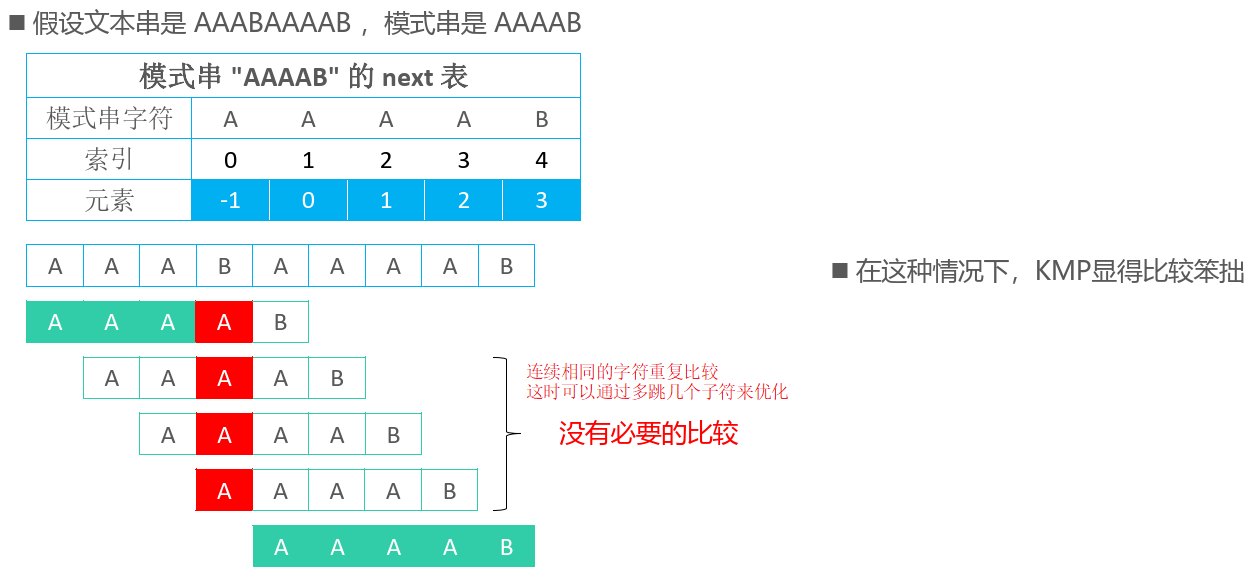 ■ 假设文本串是 AAABAAAAB ，模式串是 AAAAB
模式串 "AAAAB" 的 next 表
模式串字符 A A A A B
索引 0 1 2 3 4
元素 -1 0 1 2 3
A A A B A A A A B
■ 在这种情况下，KMP显得比较笨拙
A A A A B
A A A A B
连续相同的字符重复比较
这时可以通过多跳几个子符来优化
没有必要的比较
A A A A B
A A A A B
A A A A B